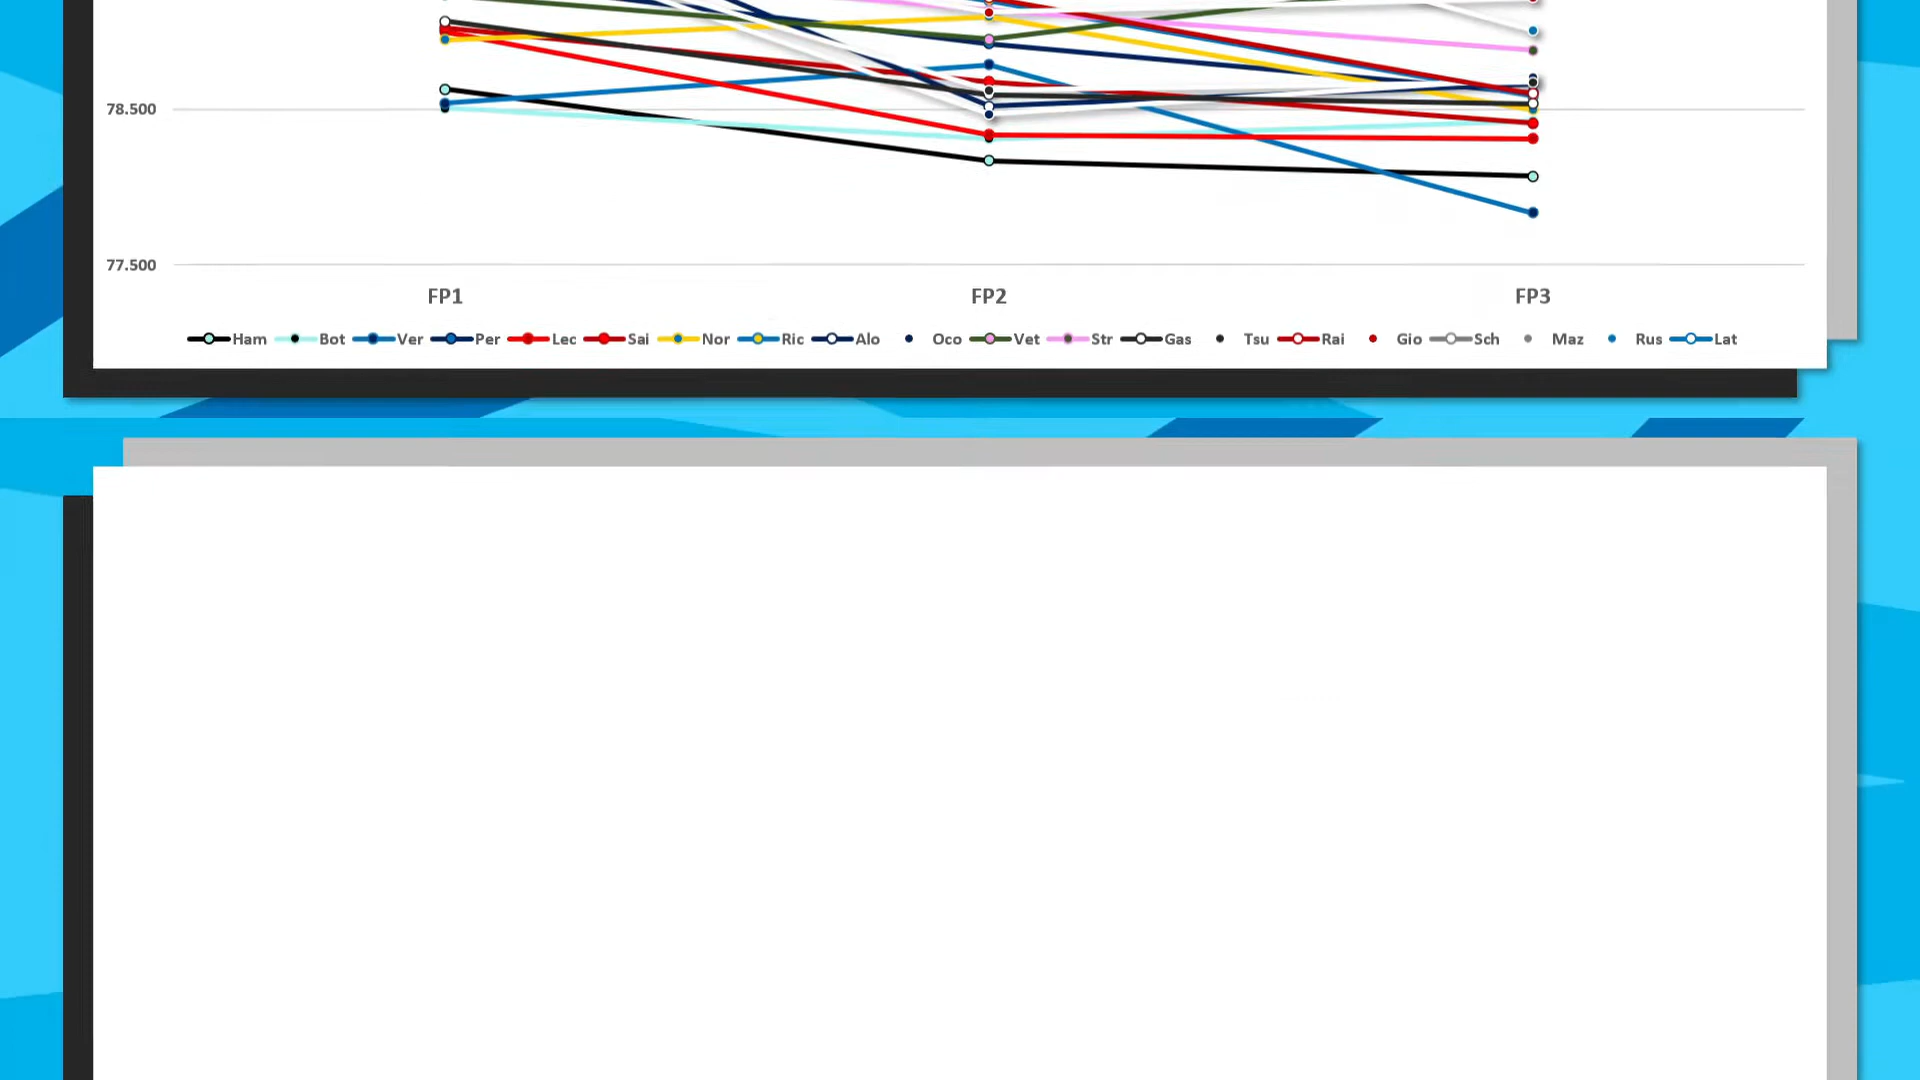 78.500
77.500
FP1 FP2 FP3
Ham Bot Ver Per Lec Sai Nor Ric Alo Oco Vet Str Gas Tsu Rai Gio Sch Maz Rus Lat